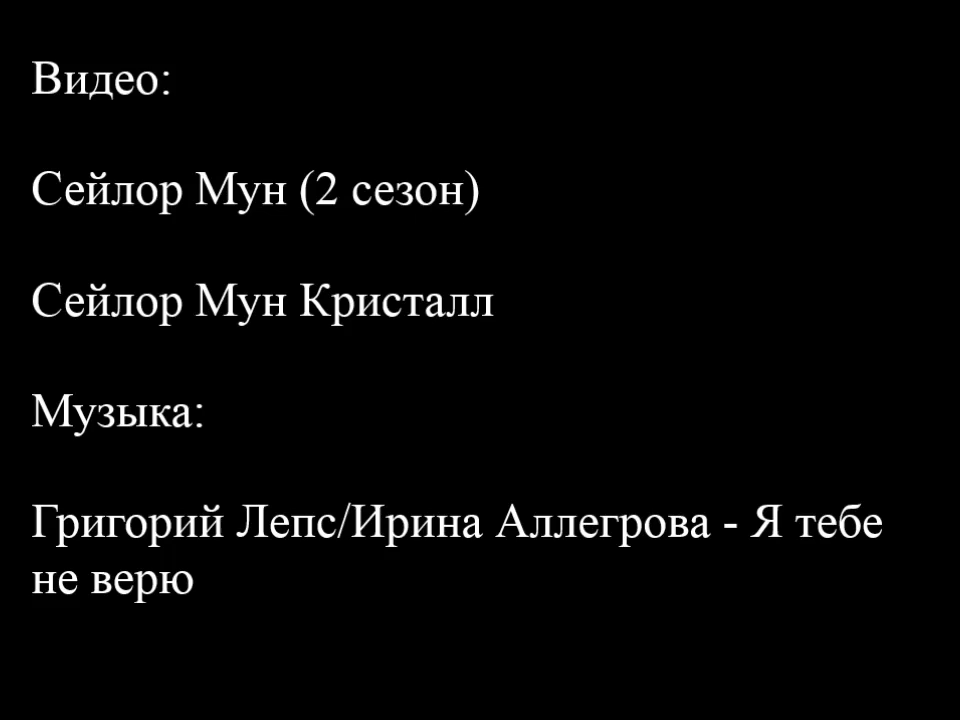 Видео:
Сейлор Мун (2 сезон)
Сейлор Мун Кристалл
Музыка:
Григорий Лепс/Ирина Аллегрова - Я тебе
не верю